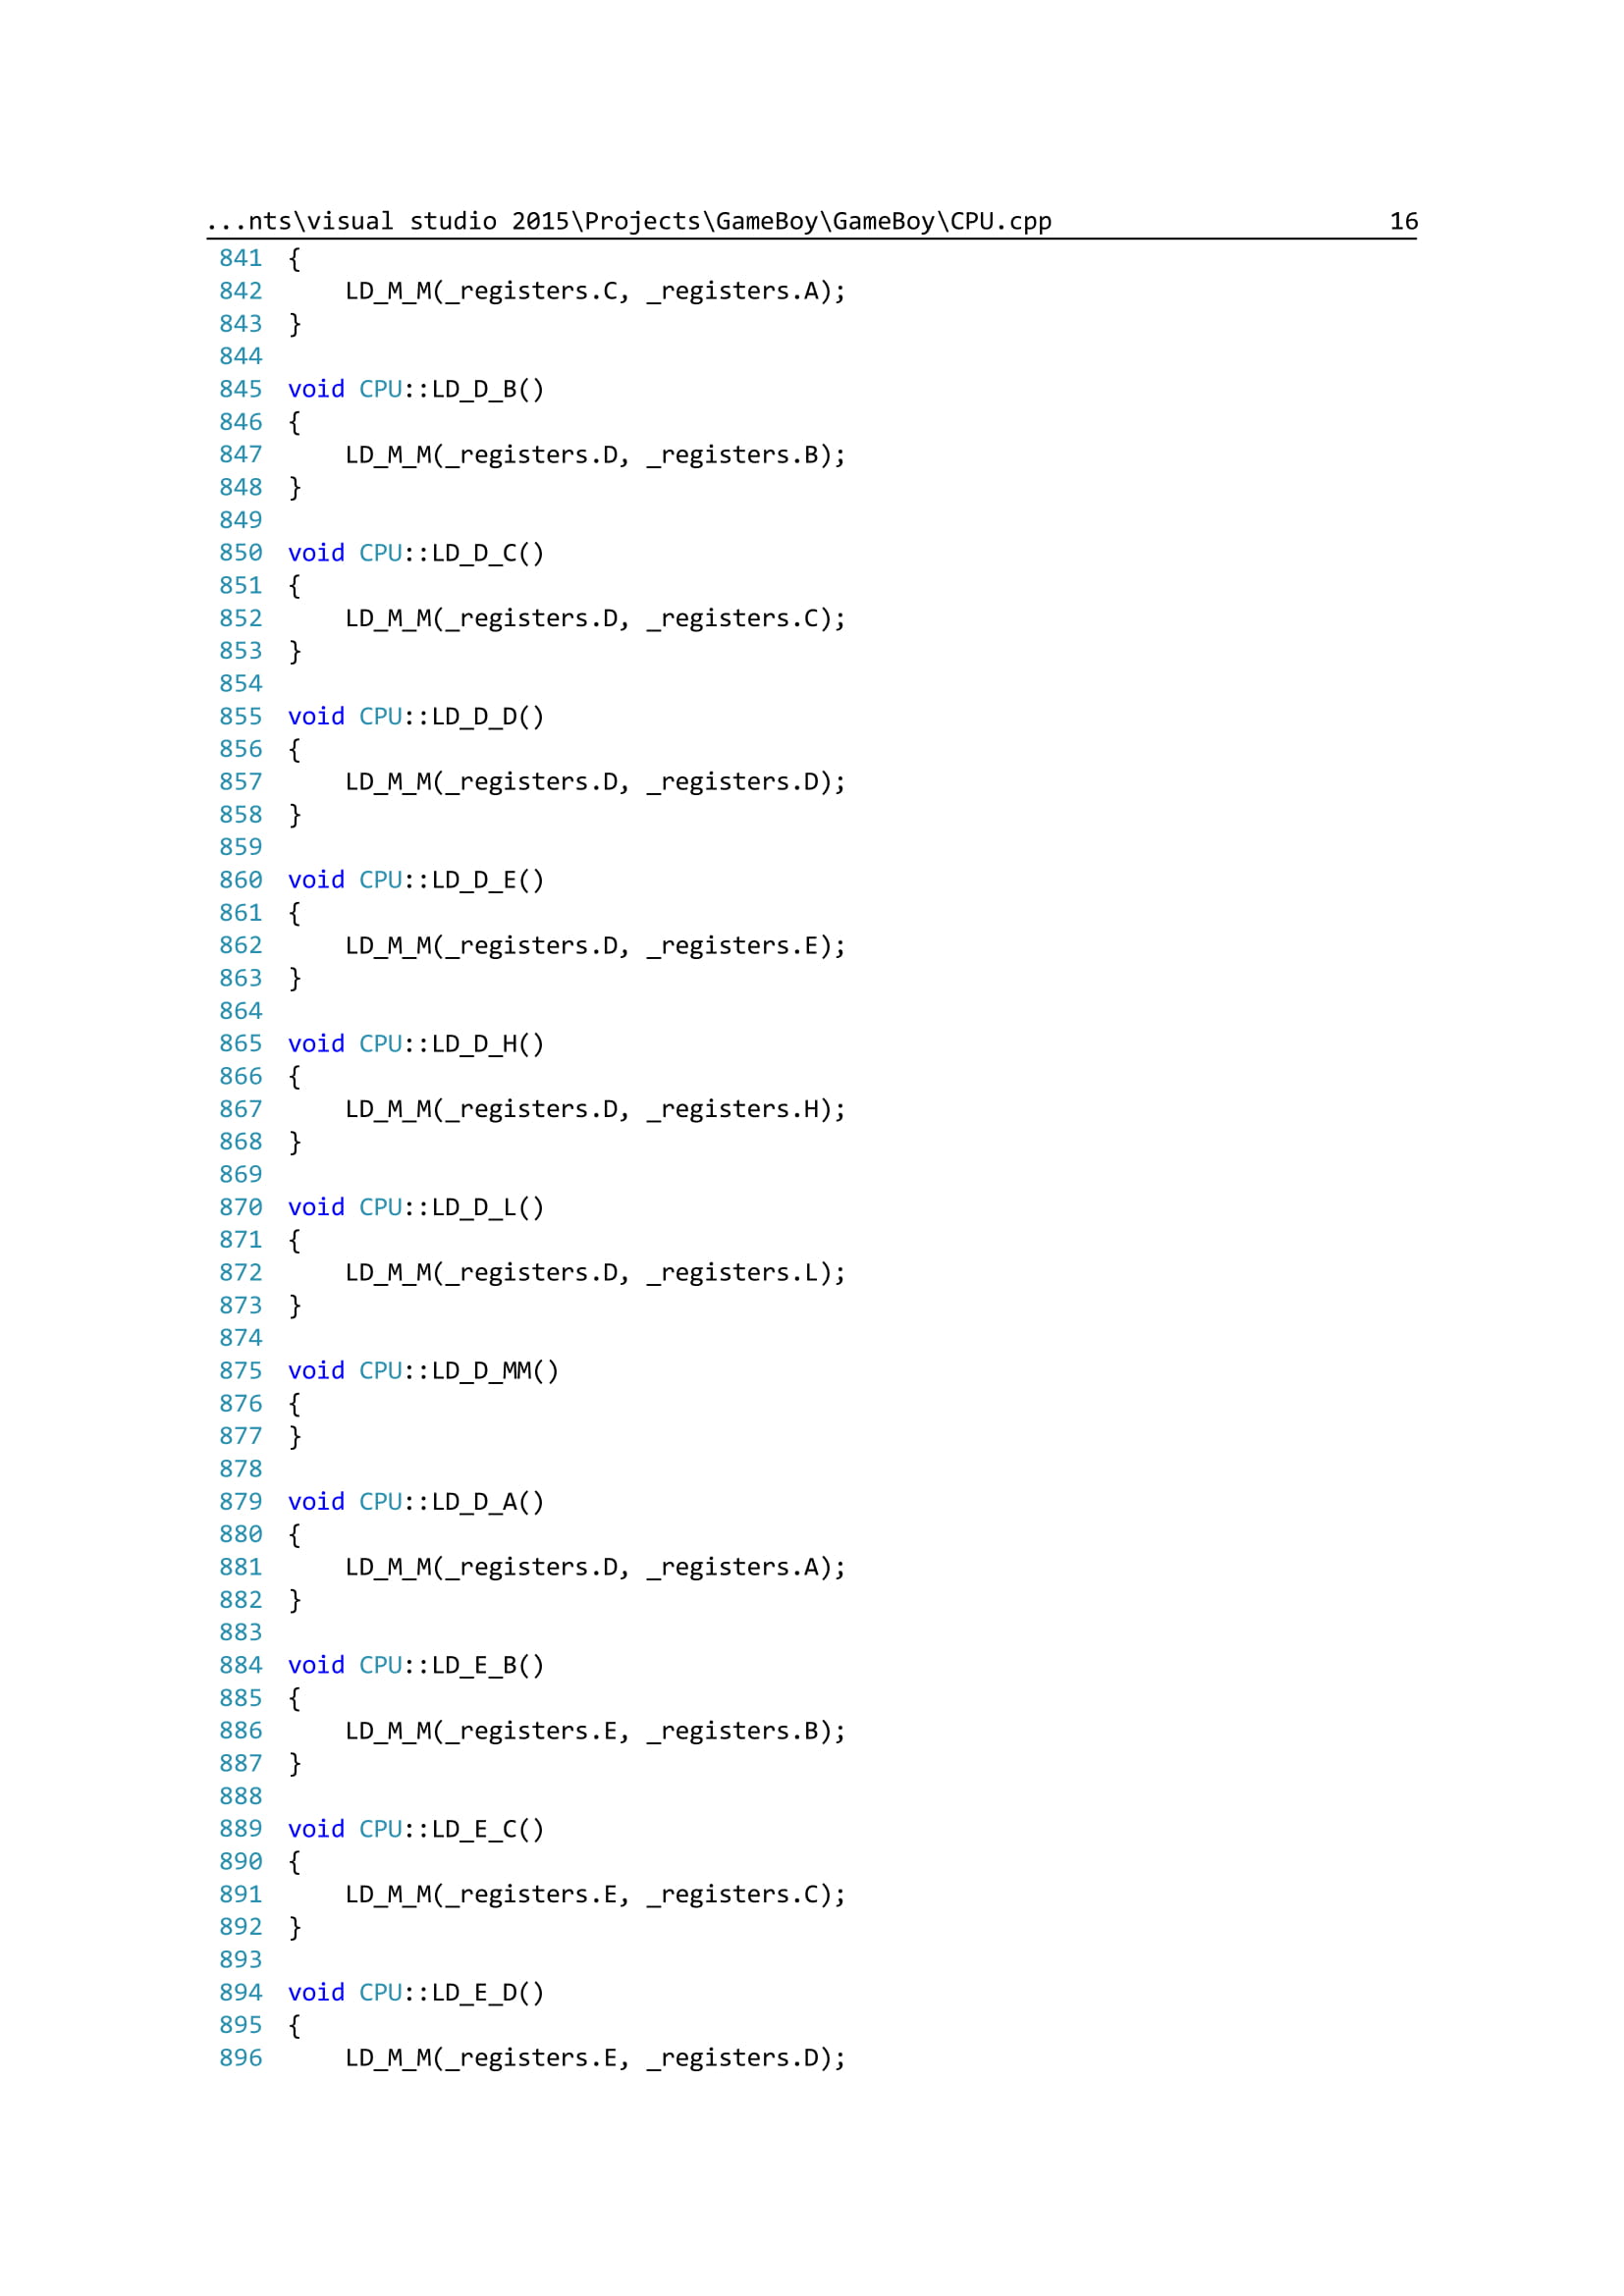 ...nts\visual studio 2015\Projects\GameBoy\GameBoy\CPU.cpp 16
841 {
842     LD_M_M(_registers.C, _registers.A);
843 }
844
845 void CPU::LD_D_B()
846 {
847     LD_M_M(_registers.D, _registers.B);
848 }
849
850 void CPU::LD_D_C()
851 {
852     LD_M_M(_registers.D, _registers.C);
853 }
854
855 void CPU::LD_D_D()
856 {
857     LD_M_M(_registers.D, _registers.D);
858 }
859
860 void CPU::LD_D_E()
861 {
862     LD_M_M(_registers.D, _registers.E);
863 }
864
865 void CPU::LD_D_H()
866 {
867     LD_M_M(_registers.D, _registers.H);
868 }
869
870 void CPU::LD_D_L()
871 {
872     LD_M_M(_registers.D, _registers.L);
873 }
874
875 void CPU::LD_D_MM()
876 {
877 }
878
879 void CPU::LD_D_A()
880 {
881     LD_M_M(_registers.D, _registers.A);
882 }
883
884 void CPU::LD_E_B()
885 {
886     LD_M_M(_registers.E, _registers.B);
887 }
888
889 void CPU::LD_E_C()
890 {
891     LD_M_M(_registers.E, _registers.C);
892 }
893
894 void CPU::LD_E_D()
895 {
896     LD_M_M(_registers.E, _registers.D);